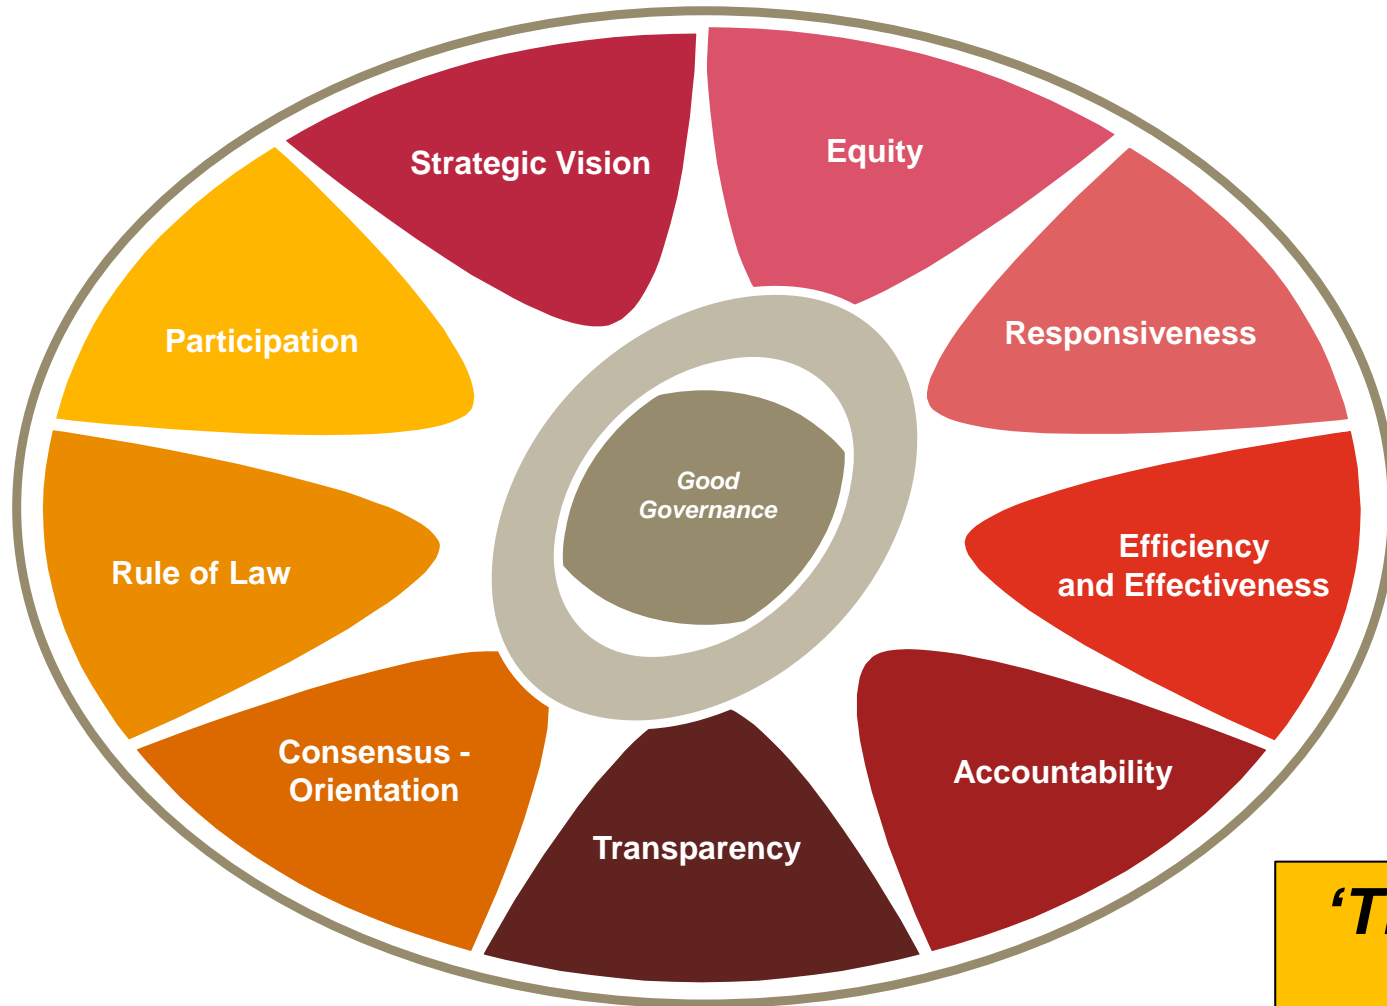 Strategic Vision
Equity
Participation
Responsiveness
Good
Governance
Rule of Law
Efficiency
and Effectiveness
Consensus -
Orientation
Accountability
Transparency